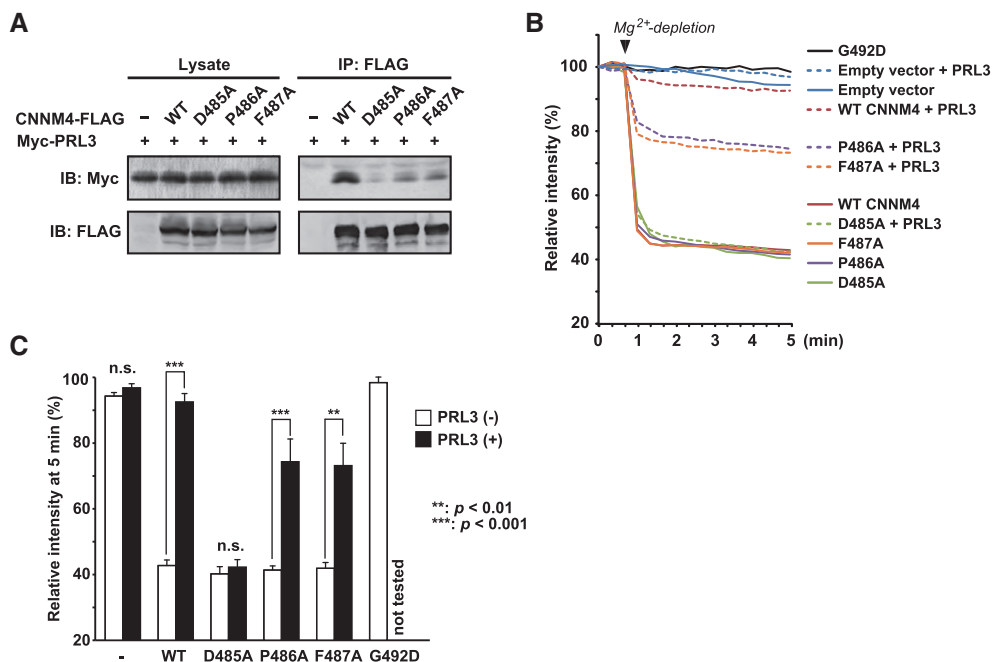 A
Lysate
IP: FLAG
CNNM4-FLAG – WT D485A P486A F487A – WT D485A P486A F487A
Myc-PRL3 + + + + + + + + + +
IB: Myc
IB: FLAG
B
Mg2+-depletion
Relative intensity (%)
100
80
60
40
20
0 1 2 3 4 5 (min)
G492D
Empty vector + PRL3
Empty vector
WT CNNM4 + PRL3
P486A + PRL3
F487A + PRL3
WT CNNM4
D485A + PRL3
F487A
P486A
D485A
C
Relative intensity at 5 min (%)
100
80
60
40
20
n.s.
***
n.s.
***
**
not tested
- WT D485A P486A F487A G492D
PRL3 (-)
PRL3 (+)
**: p < 0.01
***: p < 0.001